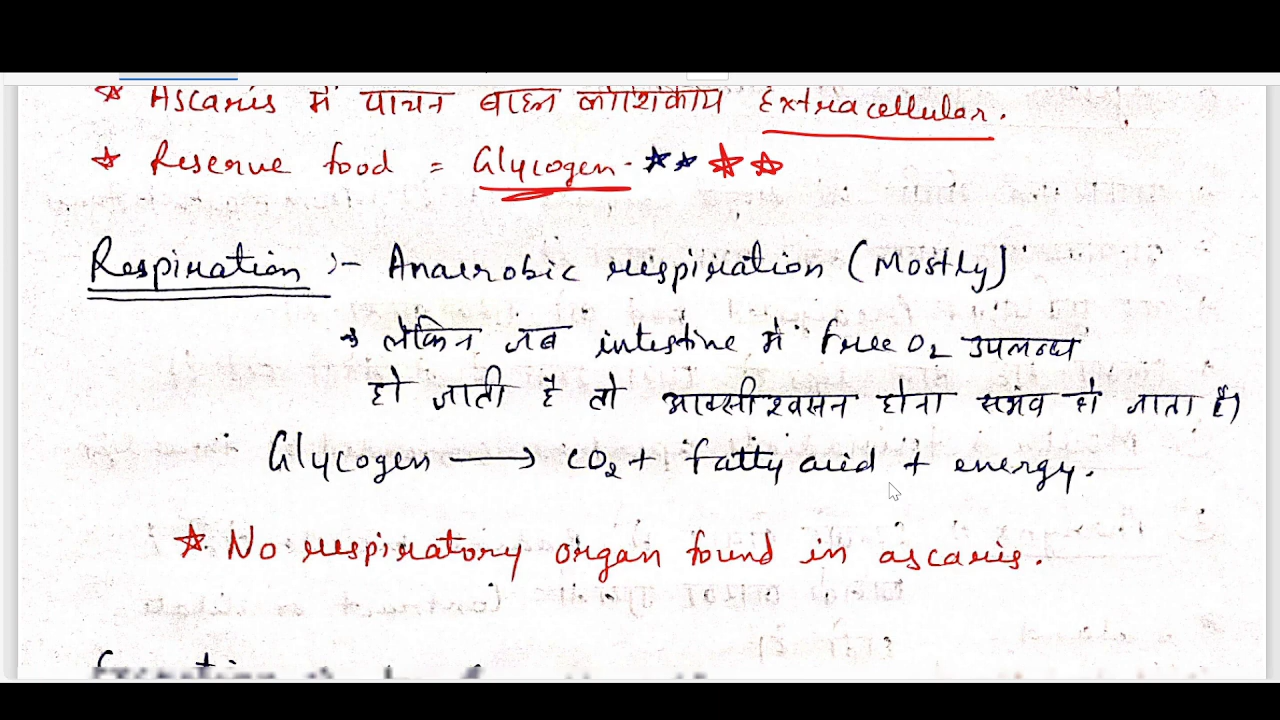 ☆ Ascaris में पाचन बाह्य कोशिकीय Extracellular.
☆ Reserve food = Glycogen. ★★ ☆☆
Respiration :- Anaerobic respiration (Mostly)
→ लेकिन जब intestine में free O2 उपलब्ध
हो जाती है तो आक्सीश्वसन होना संभव हो जाता है)
Glycogen ⟶ CO2 + fatty acid + energy.
☆ No respiratory organ found in ascaris.